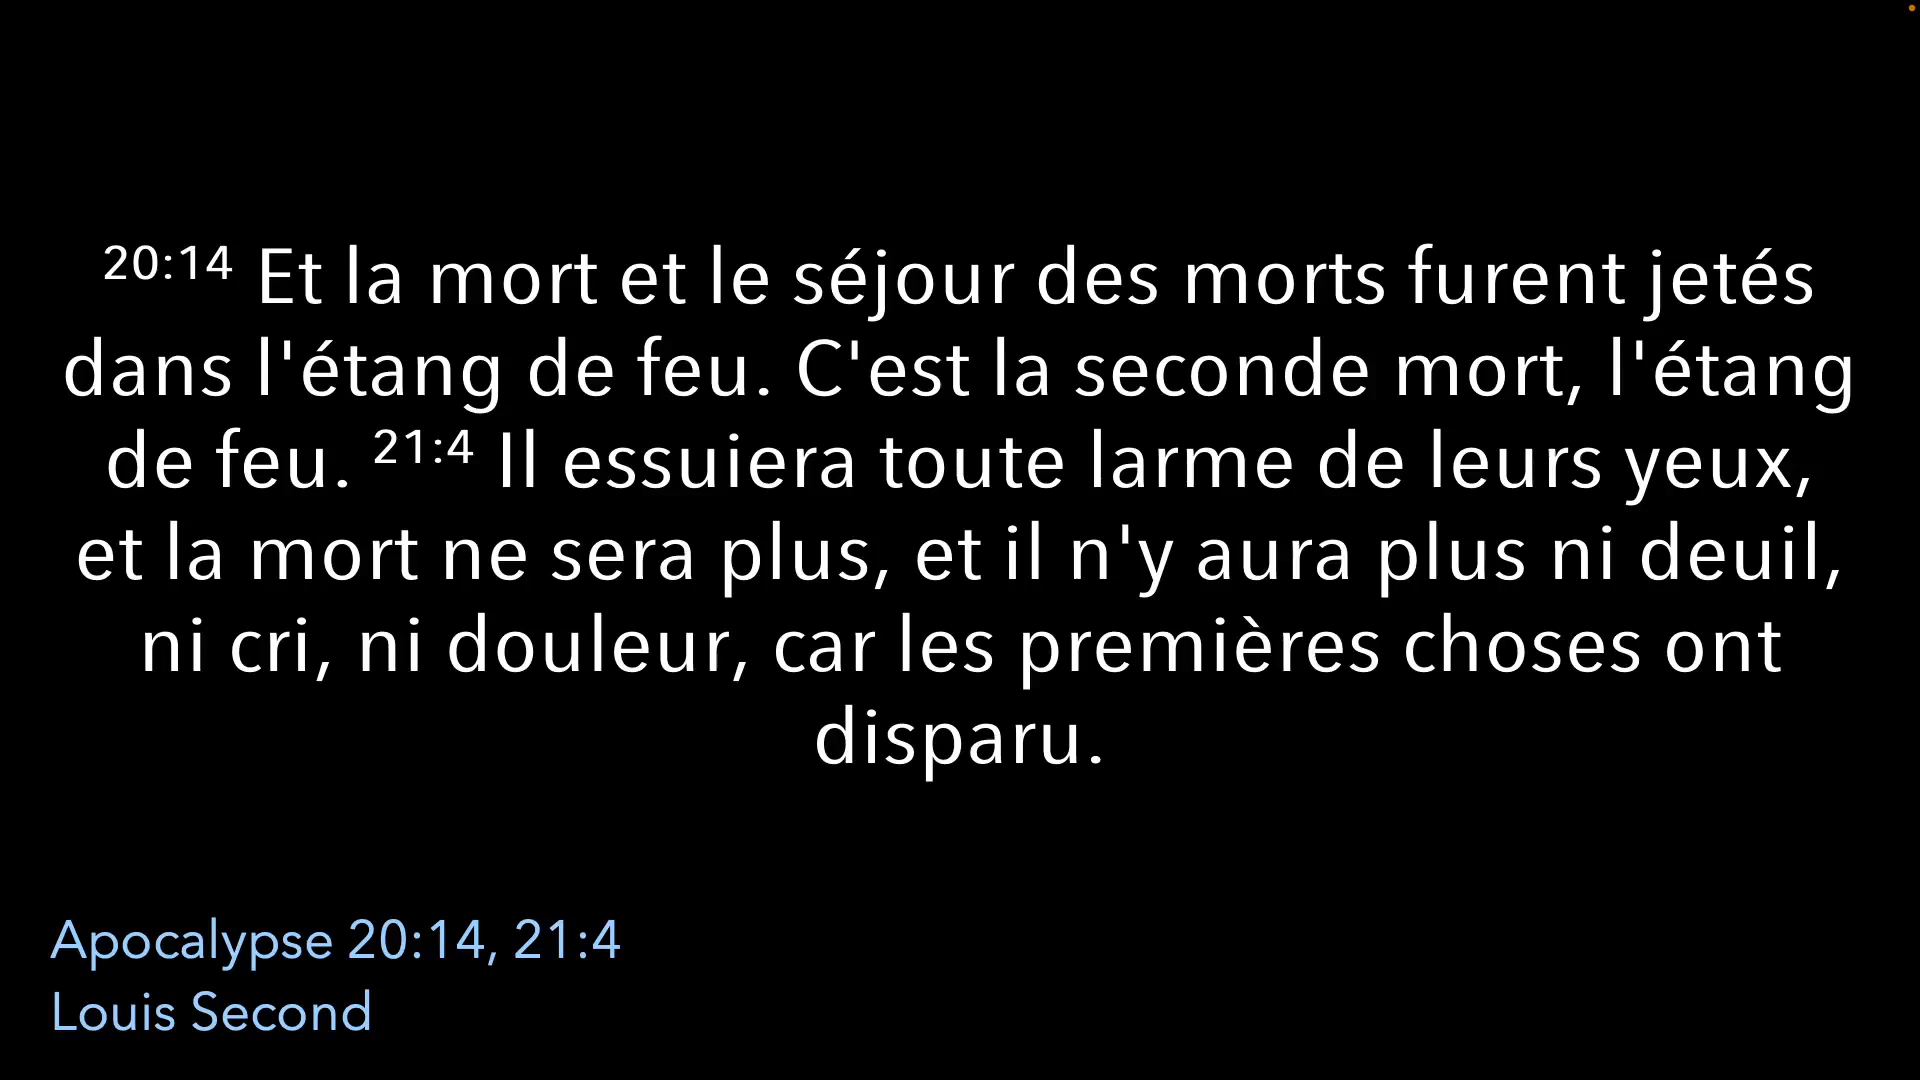 20:14 Et la mort et le séjour des morts furent jetés
dans l'étang de feu. C'est la seconde mort, l'étang
de feu. 21:4 Il essuiera toute larme de leurs yeux,
et la mort ne sera plus, et il n'y aura plus ni deuil,
ni cri, ni douleur, car les premières choses ont
disparu.
Apocalypse 20:14, 21:4
Louis Second